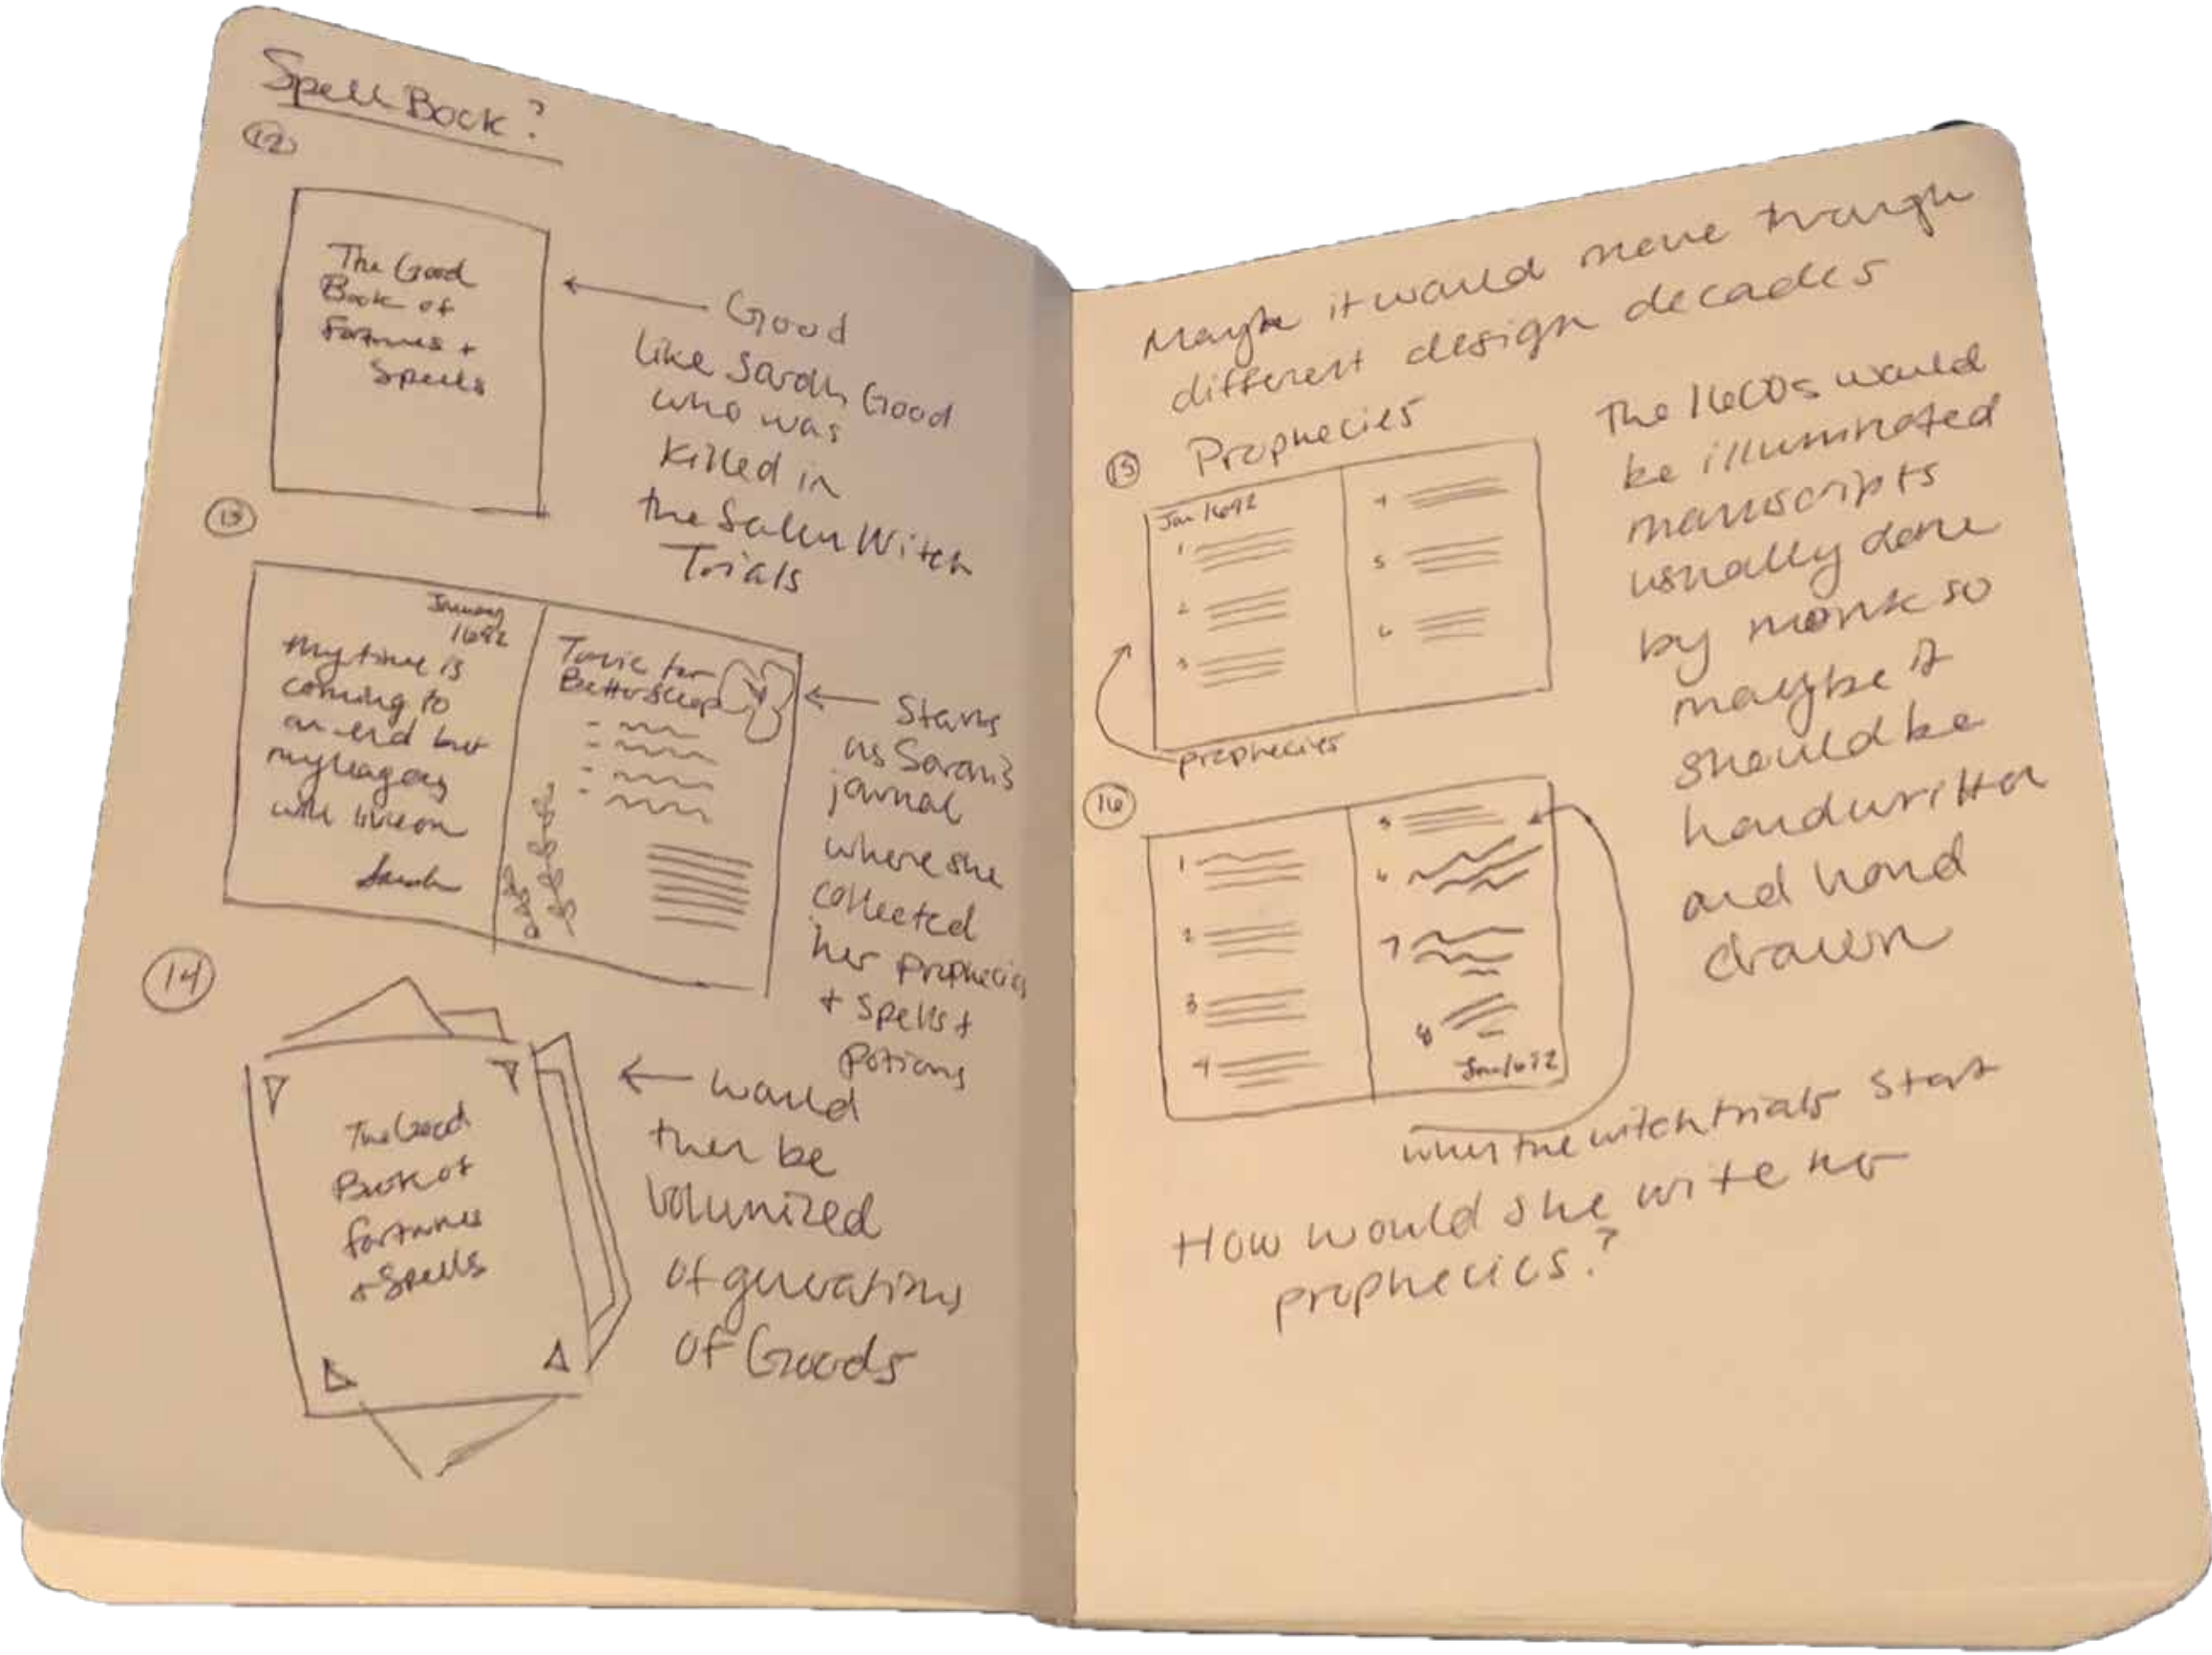 Spell Book?
12
The Good
Book of
Fortunes +
Spells
Good
like Sarah Good
who was
killed in
the Salem Witch
Trials
13
January
1692
My time is
coming to
an end but
my legacy
will live on
Sarah
Tonic for
Better Sleep
Starts
as Sarah's
journal
where she
collected
her prophecies
+ spells +
potions
14
The Good
Book of
Fortunes
+ Spells
would
then be
volumized
of generations
of Goods
Maybe it would move through
different design decades
15
Prophecies
Jan 1692
1
2
3
4
5
6
prophecies
The 1600s would
be illuminated
manuscripts
usually done
by monk so
maybe it
should be
handwritten
and hand
drawn
16
1
2
3
4
5
6
7
8
Jan 1692
when the witch trials start
How would she write her
prophecies?